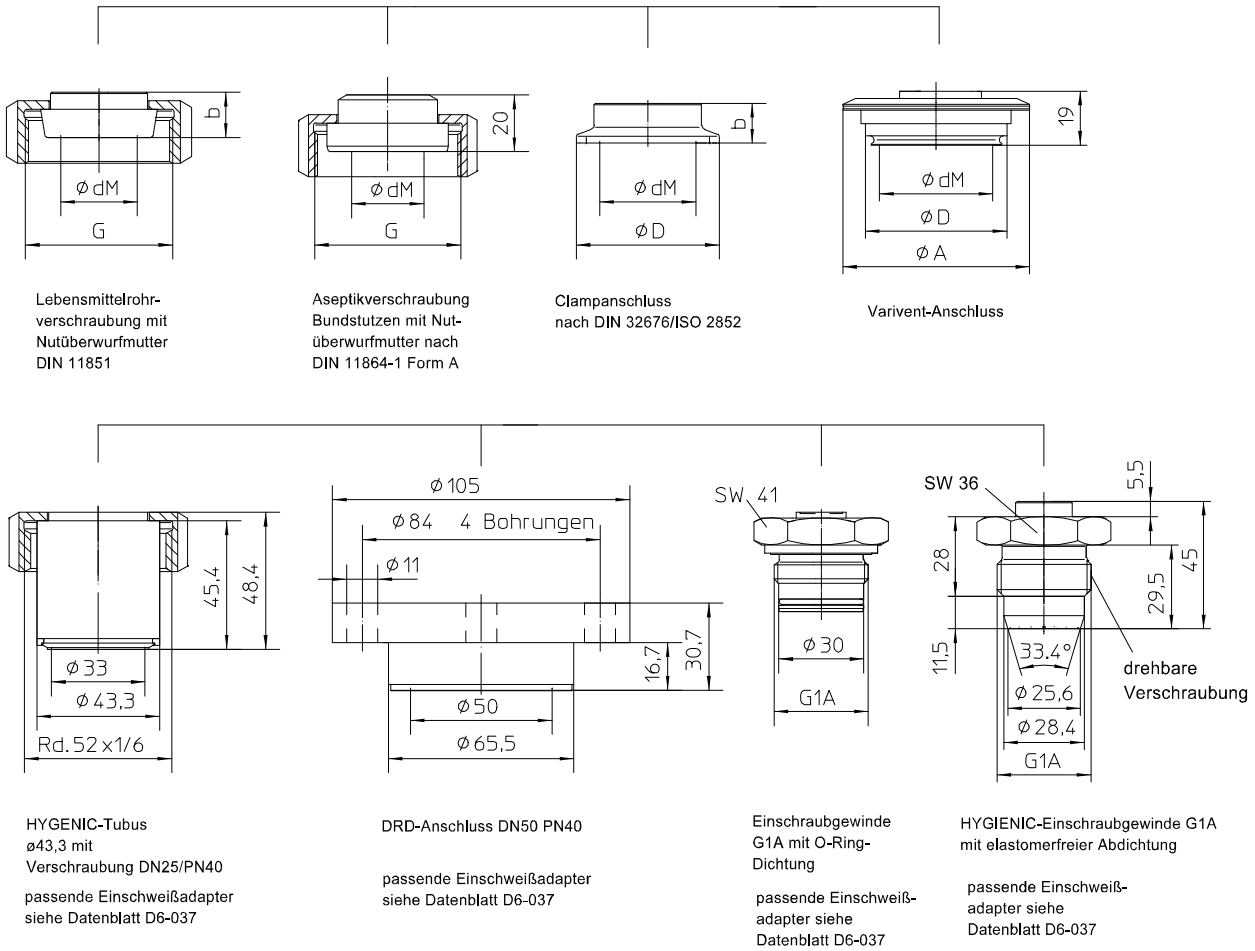 b
ϕ dM
G
20
ϕ dM
G
b
ϕ dM
ϕ D
19
ϕ dM
ϕ D
ϕ A
Lebensmittelrohr-
verschraubung mit
Nutüberwurfmutter
DIN 11851
Aseptikverschraubung
Bundstutzen mit Nut-
überwurfmutter nach
DIN 11864-1 Form A
Clampanschluss
nach DIN 32676/ISO 2852
Varivent-Anschluss
45,4
48,4
ϕ 33
ϕ 43,3
Rd.52x1/6
ϕ 105
ϕ 84 4 Bohrungen
ϕ 11
16,7
30,7
ϕ 50
ϕ 65,5
SW 41
ϕ 30
G1A
SW 36
5,5
28
29,5
45
11,5
33.4°
ϕ 25,6
ϕ 28,4
G1A
drehbare
Verschraubung
HYGENIC-Tubus
ø43,3 mit
Verschraubung DN25/PN40
passende Einschweißadapter
siehe Datenblatt D6-037
DRD-Anschluss DN50 PN40
passende Einschweißadapter
siehe Datenblatt D6-037
Einschraubgewinde
G1A mit O-Ring-
Dichtung
passende Einschweiß-
adapter siehe
Datenblatt D6-037
HYGIENIC-Einschraubgewinde G1A
mit elastomerfreier Abdichtung
passende Einschweiß-
adapter siehe
Datenblatt D6-037